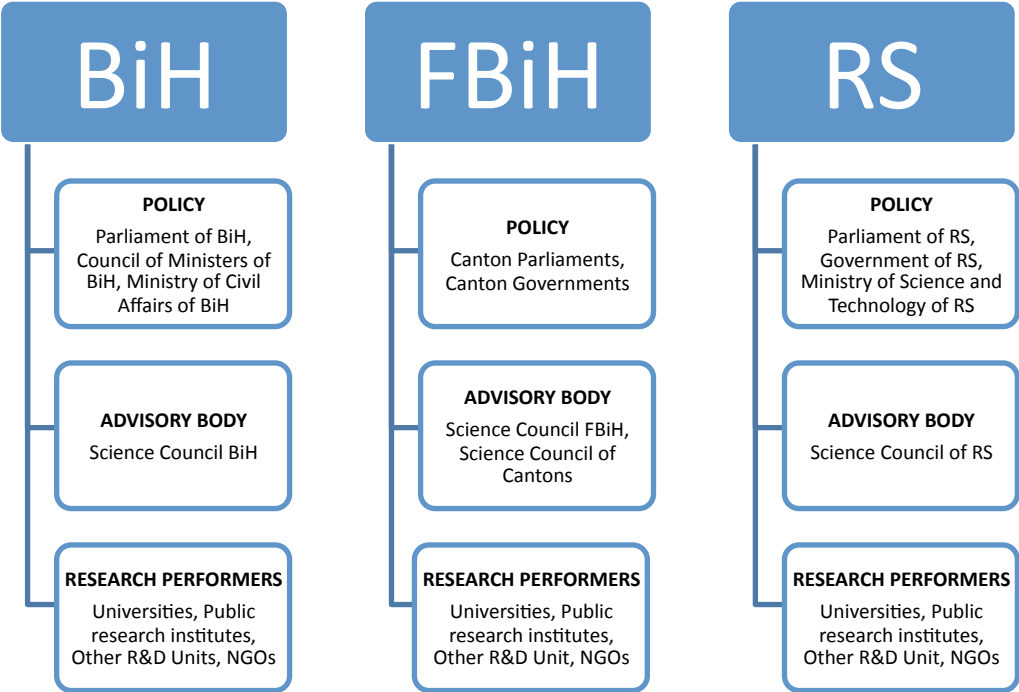 BiH
POLICY
Parliament of BiH,
Council of Ministers of
BiH, Ministry of Civil
Affairs of BiH
ADVISORY BODY
Science Council BiH
RESEARCH PERFORMERS
Universities, Public
research institutes,
Other R&D Units, NGOs
FBiH
POLICY
Canton Parliaments,
Canton Governments
ADVISORY BODY
Science Council FBiH,
Science Council of
Cantons
RESEARCH PERFORMERS
Universities, Public
research institutes,
Other R&D Unit, NGOs
RS
POLICY
Parliament of RS,
Government of RS,
Ministry of Science and
Technology of RS
ADVISORY BODY
Science Council of RS
RESEARCH PERFORMERS
Universities, Public
research institutes,
Other R&D Unit, NGOs